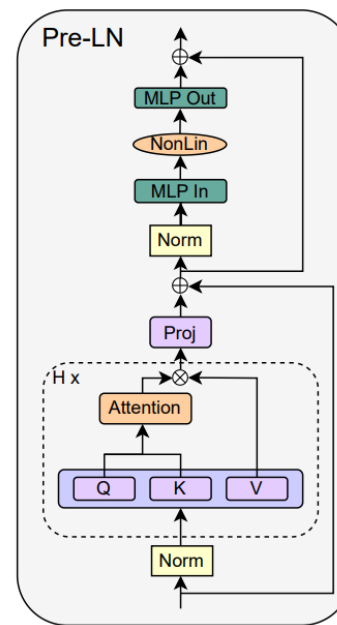 Pre-LN
MLP Out
NonLin
MLP In
Norm
Proj
H x
Attention
Q K V
Norm